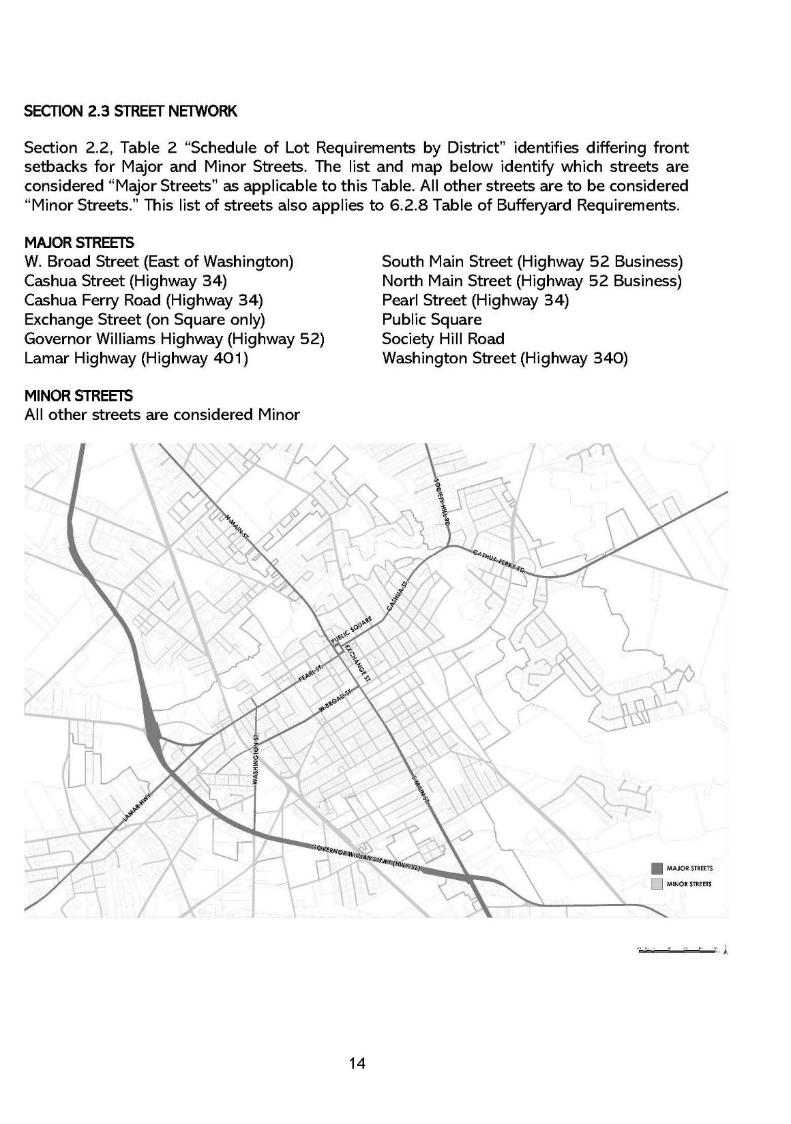 SECTION 2.3 STREET NETWORK
Section 2.2, Table 2 “Schedule of Lot Requirements by District” identifies differing front
setbacks for Major and Minor Streets. The list and map below identify which streets are
considered “Major Streets” as applicable to this Table. All other streets are to be considered
“Minor Streets.” This list of streets also applies to 6.2.8 Table of Bufferyard Requirements.
MAJOR STREETS
W. Broad Street (East of Washington)
Cashua Street (Highway 34)
Cashua Ferry Road (Highway 34)
Exchange Street (on Square only)
Governor Williams Highway (Highway 52)
Lamar Highway (Highway 401)
South Main Street (Highway 52 Business)
North Main Street (Highway 52 Business)
Pearl Street (Highway 34)
Public Square
Society Hill Road
Washington Street (Highway 340)
MINOR STREETS
All other streets are considered Minor
SOCIETY HILL RD.
N MAIN ST.
CASHUA FERRY RD.
CASHUA ST.
PUBLIC SQUARE
EXCHANGE ST.
PEARL ST.
W BROAD ST.
WASHINGTON ST.
S MAIN ST.
LAMAR HWY.
GOVERNOR WILLIAMS HWY (HWY 52)
MAJOR STREETS
MINOR STREETS
14